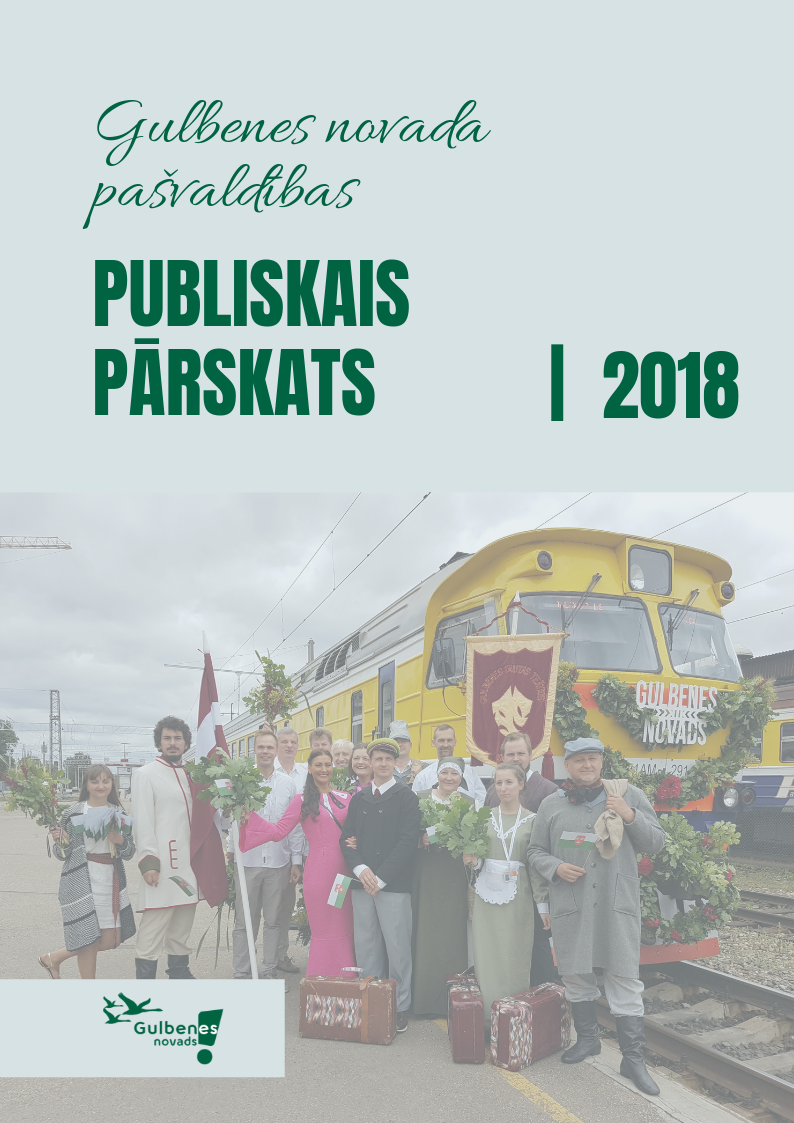 Gulbenes novada
pašvaldības
PUBLISKAIS
PĀRSKATS | 2018
GULBENES
NOVADS
Gulbenes
novads